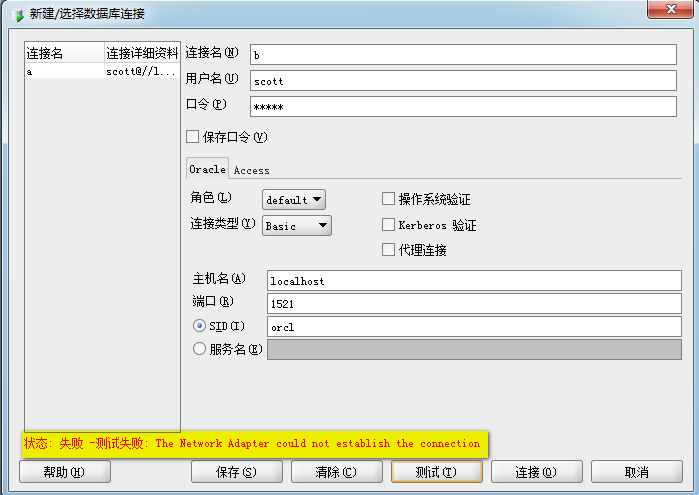 新建/选择数据库连接
连接名 连接详细资料
a scott@//l...
连接名(N) b
用户名(U) scott
口令(P) *****
保存口令(V)
Oracle Access
角色(L) default 操作系统验证
连接类型(Y) Basic Kerberos 验证
代理连接
主机名(A) localhost
端口(R) 1521
SID(I) orcl
服务名(E)
状态: 失败 -测试失败: The Network Adapter could not establish the connection
帮助(H) 保存(S) 清除(C) 测试(T) 连接(O) 取消